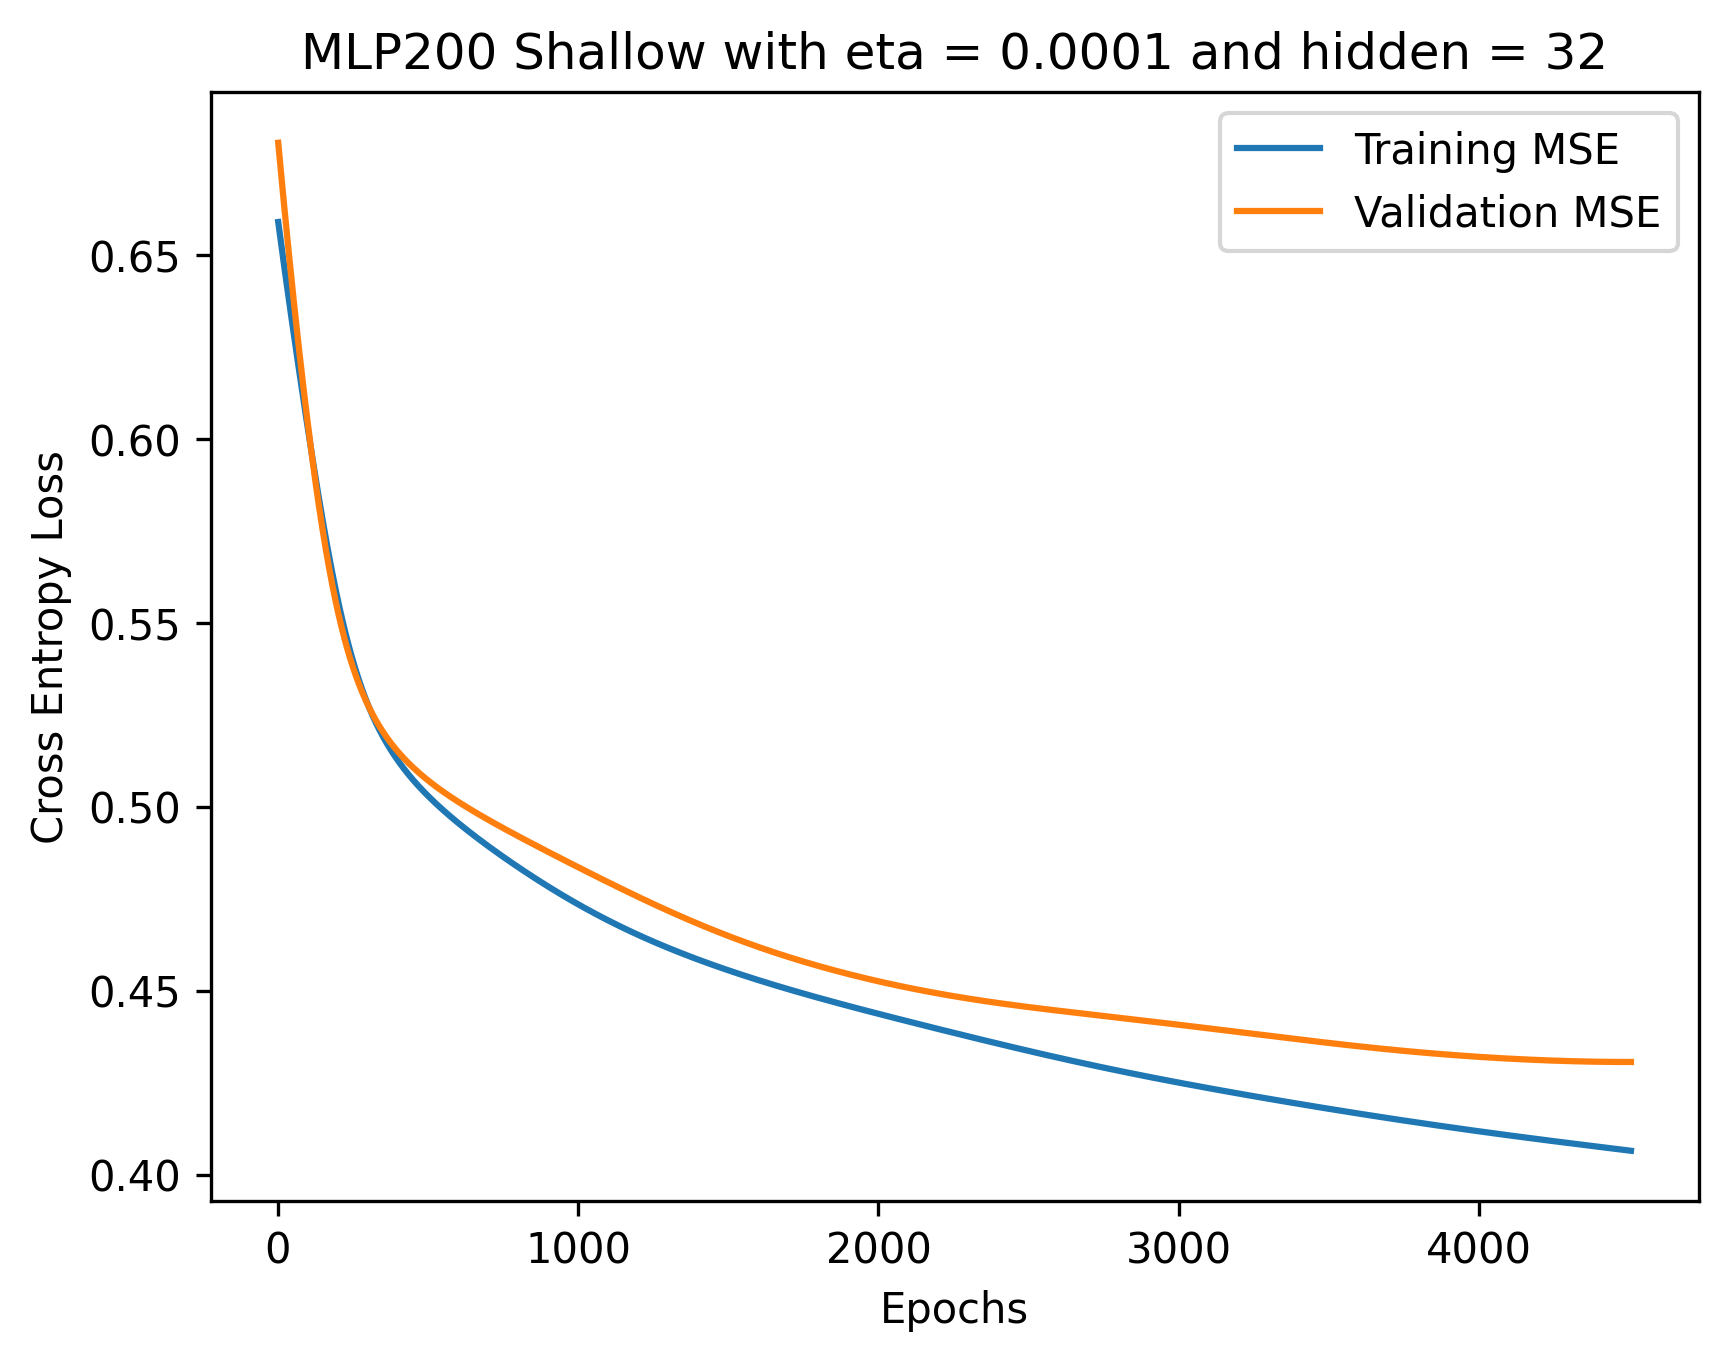 MLP200 Shallow with eta = 0.0001 and hidden = 32
Training MSE
Validation MSE
Cross Entropy Loss
0.65
0.60
0.55
0.50
0.45
0.40
0
1000
2000
3000
4000
Epochs